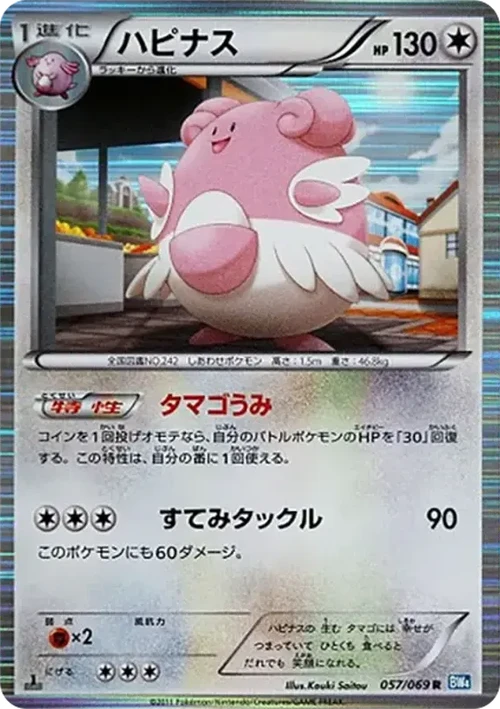 1進化
ハピナス
HP 130
ラッキーから進化
全国図鑑NO.242 しあわせポケモン 高さ：1.5m 重さ：46.8kg
とくせい
特性 タマゴうみ
コインを1回投げオモテなら、自分のバトルポケモンのHPを「30」回復
する。この特性は、自分の番に1回使える。
すてみタックル 90
このポケモンにも60ダメージ。
弱点 抵抗力
×2
にげる
ハピナスの 生む タマゴには 幸せが
つまっていて ひとくち 食べると
だれでも 笑顔になれる。
1
Illus. Kouki Saitou 057/069 R BW4
©2011 Pokémon/Nintendo/Creatures/GAME FREAK.